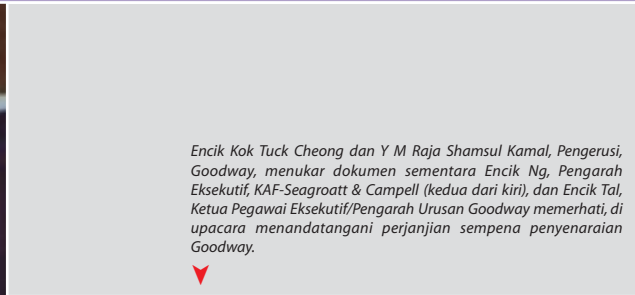 Encik Kok Tuck Cheong dan Y M Raja Shamsul Kamal, Pengerusi,
Goodway, menukar dokumen sementara Encik Ng, Pengarah
Eksekutif, KAF-Seagroatt & Campell (kedua dari kiri), dan Encik Tal,
Ketua Pegawai Eksekutif/Pengarah Urusan Goodway memerhati, di
upacara menandatangani perjanjian sempena penyenaraian
Goodway.